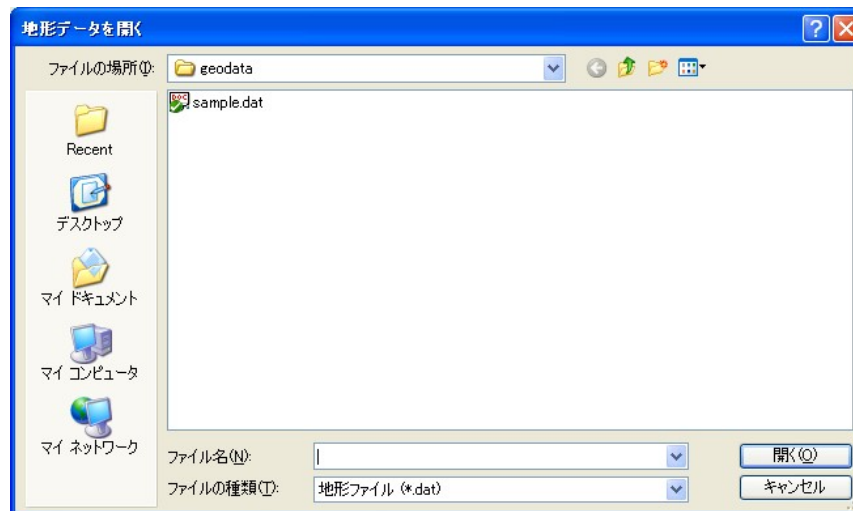 地形データを開く
ファイルの場所(I):
geodata
sample.dat
Recent
デスクトップ
マイ ドキュメント
マイ コンピュータ
マイ ネットワーク
ファイル名(N):
開く(O)
ファイルの種類(T):
地形ファイル (*.dat)
キャンセル